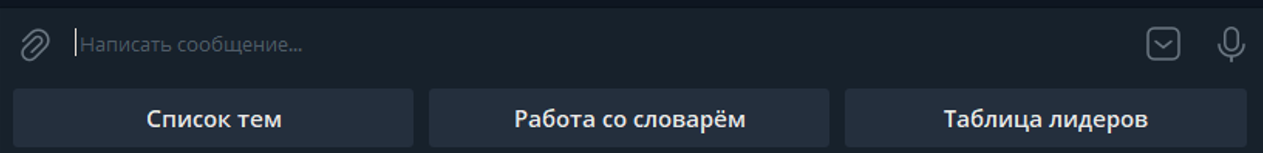 Написать сообщение...
Список тем
Работа со словарём
Таблица лидеров